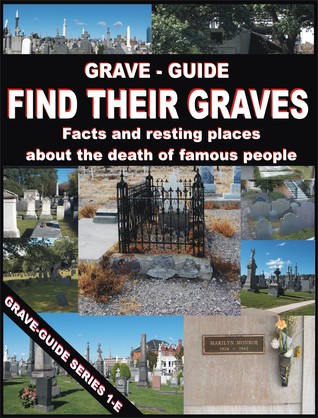 GRAVE - GUIDE
FIND THEIR GRAVES
Facts and resting places
about the death of famous people
GRAVE-GUIDE SERIES 1-E
MARILYN MONROE
1926 - 1962